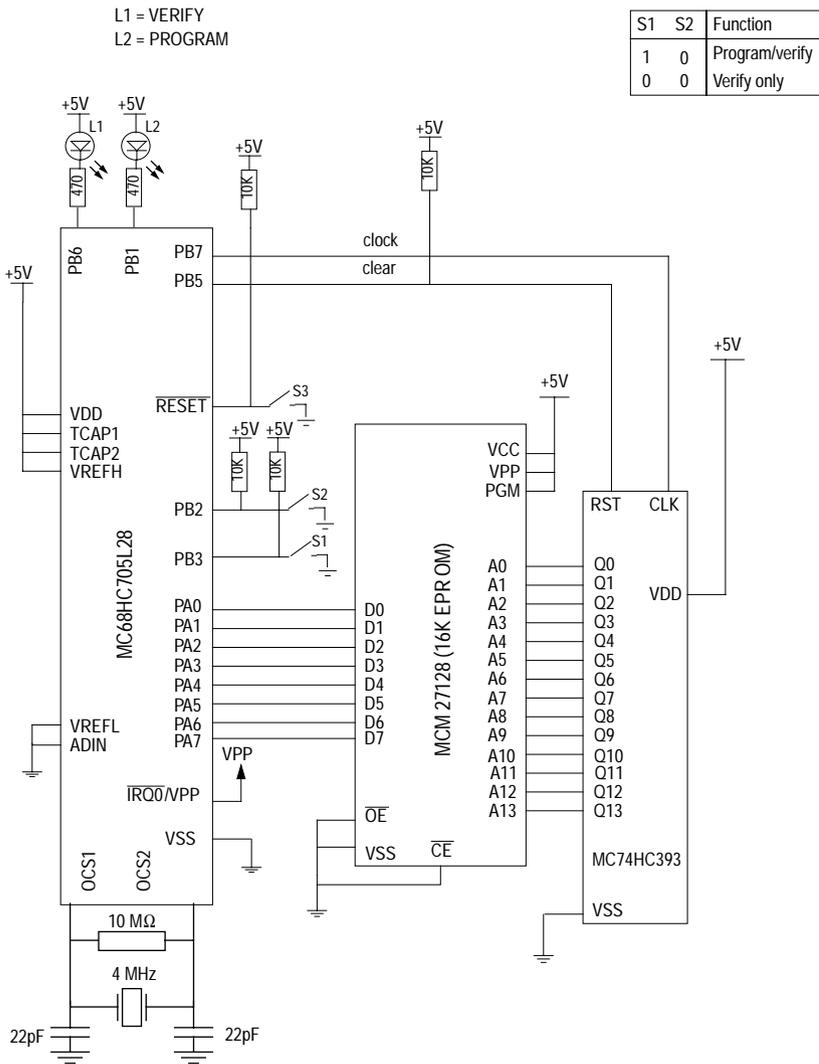 L1 = VERIFY
L2 = PROGRAM
S1 S2 Function
1 0 Program/verify
0 0 Verify only
+5V +5V
L1 L2
470 470
+5V
10K
+5V
10K
PB6 PB1
PB7 clock
PB5 clear
+5V
VDD
TCAP1
TCAP2
VREFH
RESET S3
+5V +5V
10K 10K
PB2 S2
PB3 S1
MC68HC705L28
PA0
PA1
PA2
PA3
PA4
PA5
PA6
PA7
VREFL
ADIN
VPP
IRQ0/VPP
VSS
OCS1 OCS2
10 MΩ
4 MHz
22pF 22pF
+5V
VCC
VPP
PGM
MCM 27128 (16K EPR OM)
D0
D1
D2
D3
D4
D5
D6
D7
A0
A1
A2
A3
A4
A5
A6
A7
A8
A9
A10
A11
A12
A13
OE
VSS CE
+5V
RST CLK
VDD
Q0
Q1
Q2
Q3
Q4
Q5
Q6
Q7
Q8
Q9
Q10
Q11
Q12
Q13
MC74HC393
VSS